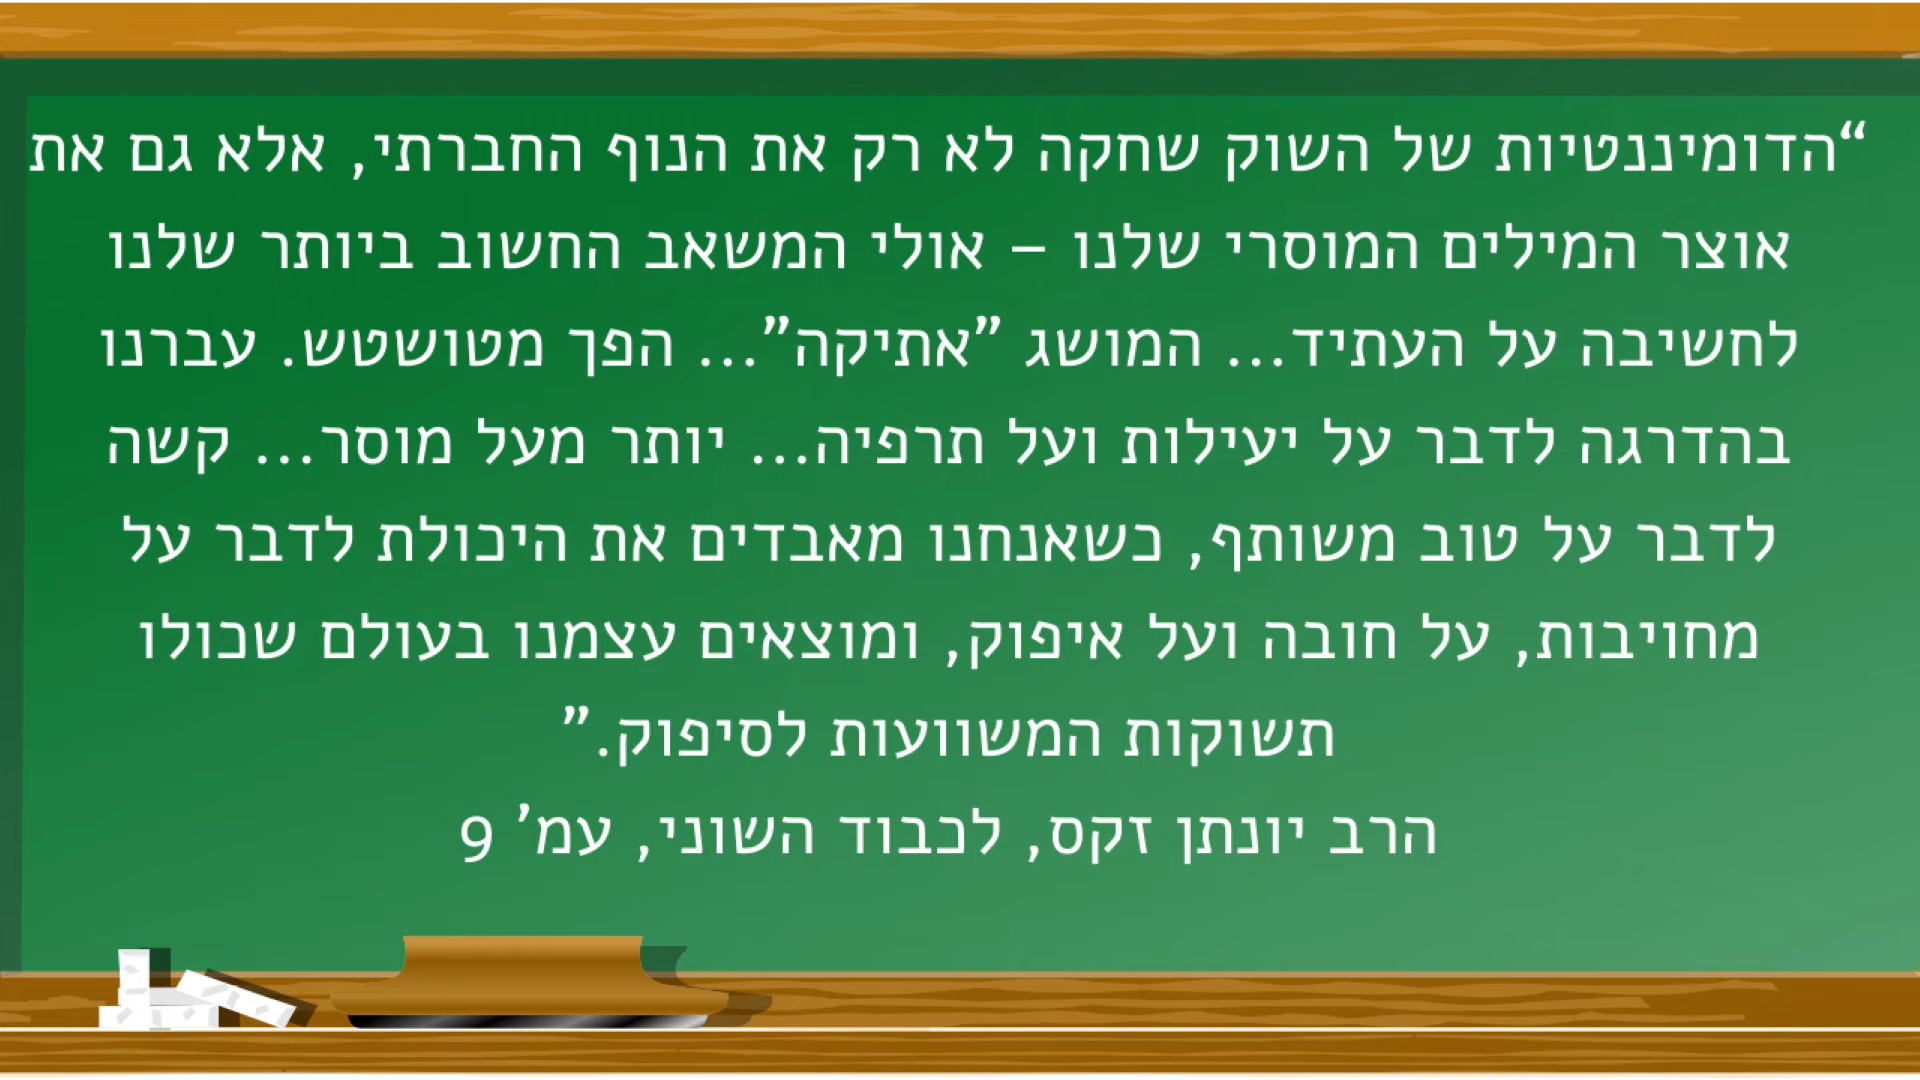 “הדומיננטיות של השוק שחקה לא רק את הנוף החברתי, אלא גם את
אוצר המילים המוסרי שלנו – אולי המשאב החשוב ביותר שלנו
לחשיבה על העתיד... המושג ”אתיקה”... הפך מטושטש. עברנו
בהדרגה לדבר על יעילות ועל תרפיה... יותר מעל מוסר... קשה
לדבר על טוב משותף, כשאנחנו מאבדים את היכולת לדבר על
מחויבות, על חובה ועל איפוק, ומוצאים עצמנו בעולם שכולו
תשוקות המשוועות לסיפוק.”
הרב יונתן זקס, לכבוד השוני, עמ’ 9